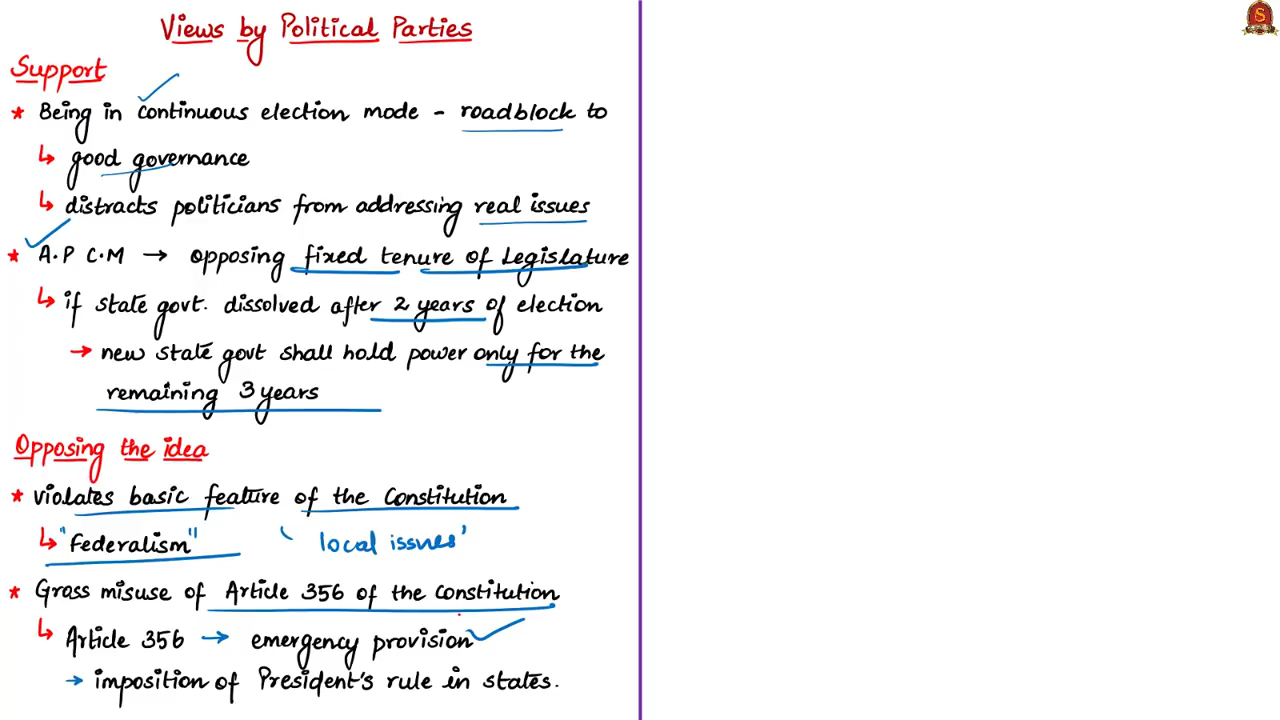 Views by Political Parties
Support
* Being in continuous election mode - roadblock to
↳ good governance
↳ distracts politicians from addressing real issues
* A.P C.M → opposing fixed tenure of Legislature
↳ if state govt. dissolved after 2 years of election
→ new state govt shall hold power only for the
remaining 3 years
Opposing the idea
* violates basic feature of the Constitution
↳ "Federalism" ' local issues'
* Gross misuse of Article 356 of the Constitution
↳ Article 356 → emergency provision
→ imposition of President's rule in states.
S